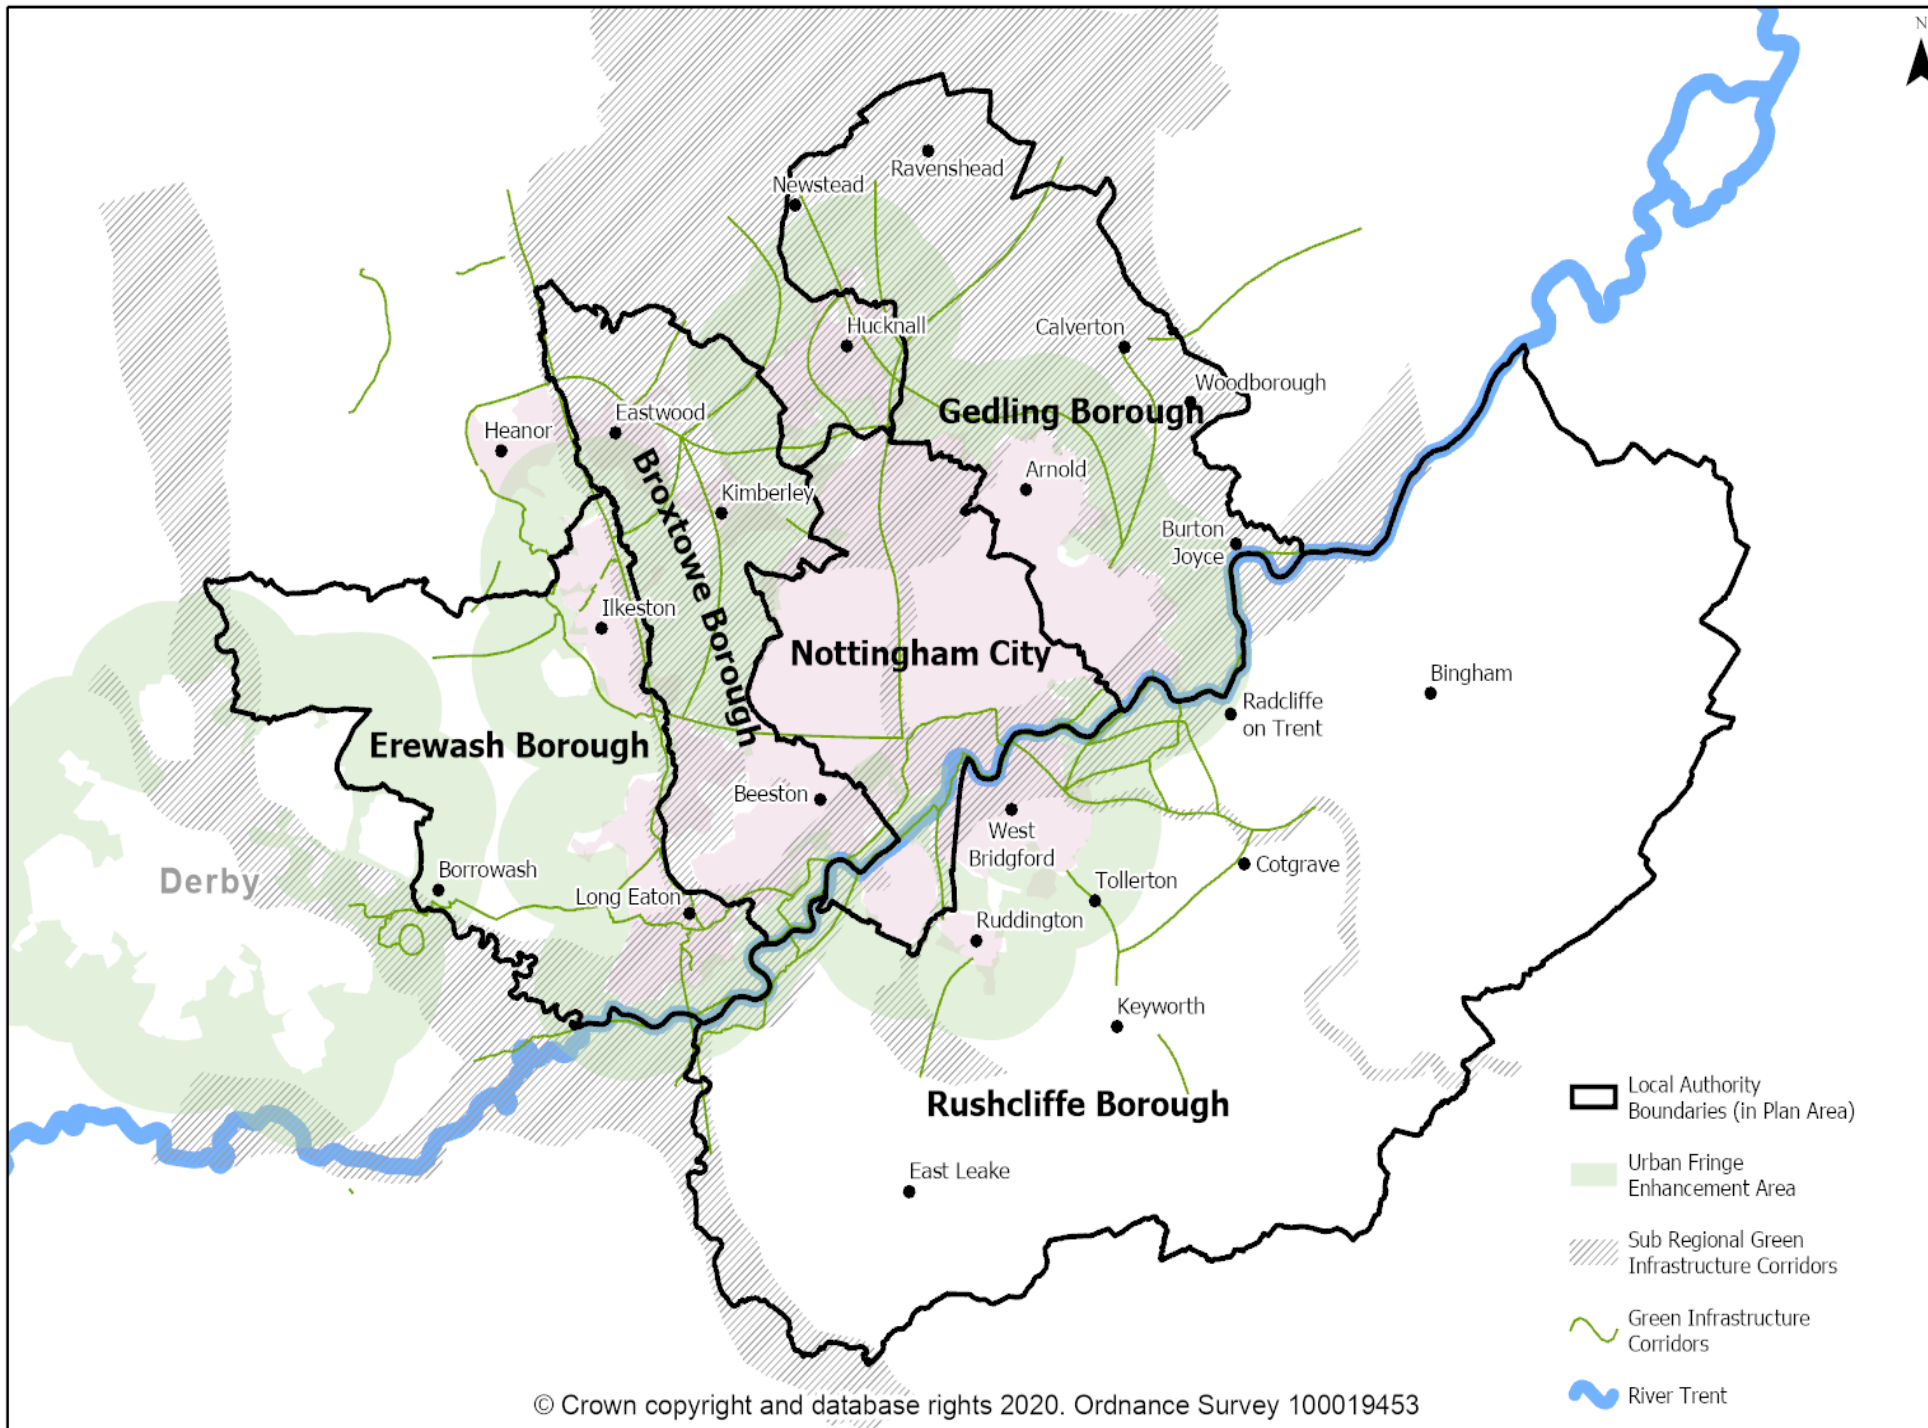 N
Ravenshead
Newstead
Hucknall
Calverton
Woodborough
Gedling Borough
Eastwood
Heanor
Arnold
Kimberley
Broxtowe Borough
Burton
Joyce
Ilkeston
Nottingham City
Bingham
Radcliffe
on Trent
Erewash Borough
Beeston
West
Bridgford
Cotgrave
Derby
Borrowash
Long Eaton
Tollerton
Ruddington
Keyworth
Rushcliffe Borough
East Leake
Local Authority
Boundaries (in Plan Area)
Urban Fringe
Enhancement Area
Sub Regional Green
Infrastructure Corridors
Green Infrastructure
Corridors
River Trent
© Crown copyright and database rights 2020. Ordnance Survey 100019453